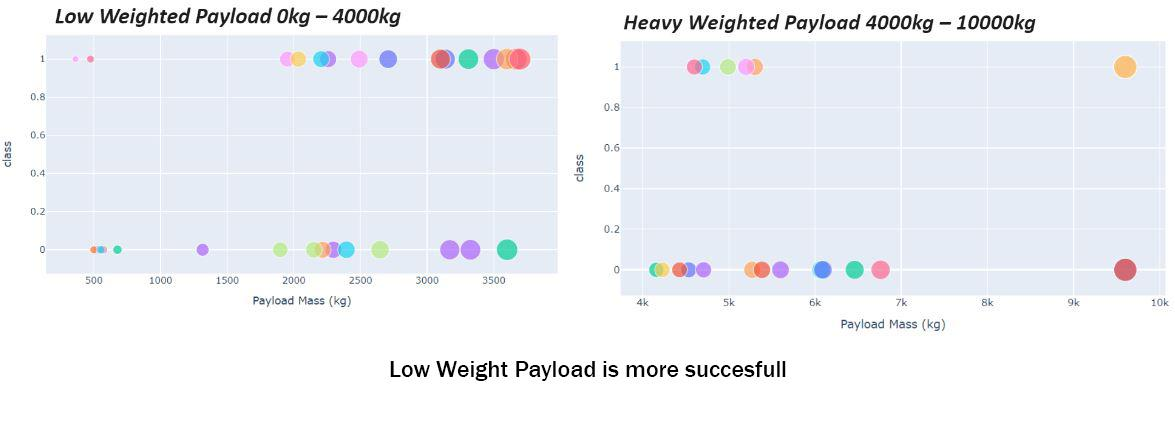 Low Weighted Payload 0kg – 4000kg
1
0.8
0.6
0.4
0.2
0
class
500
1000
1500
2000
2500
3000
3500
Payload Mass (kg)
Heavy Weighted Payload 4000kg – 10000kg
1
0.8
0.6
0.4
0.2
0
class
4k
5k
6k
7k
8k
9k
10k
Payload Mass (kg)
Low Weight Payload is more succesfull